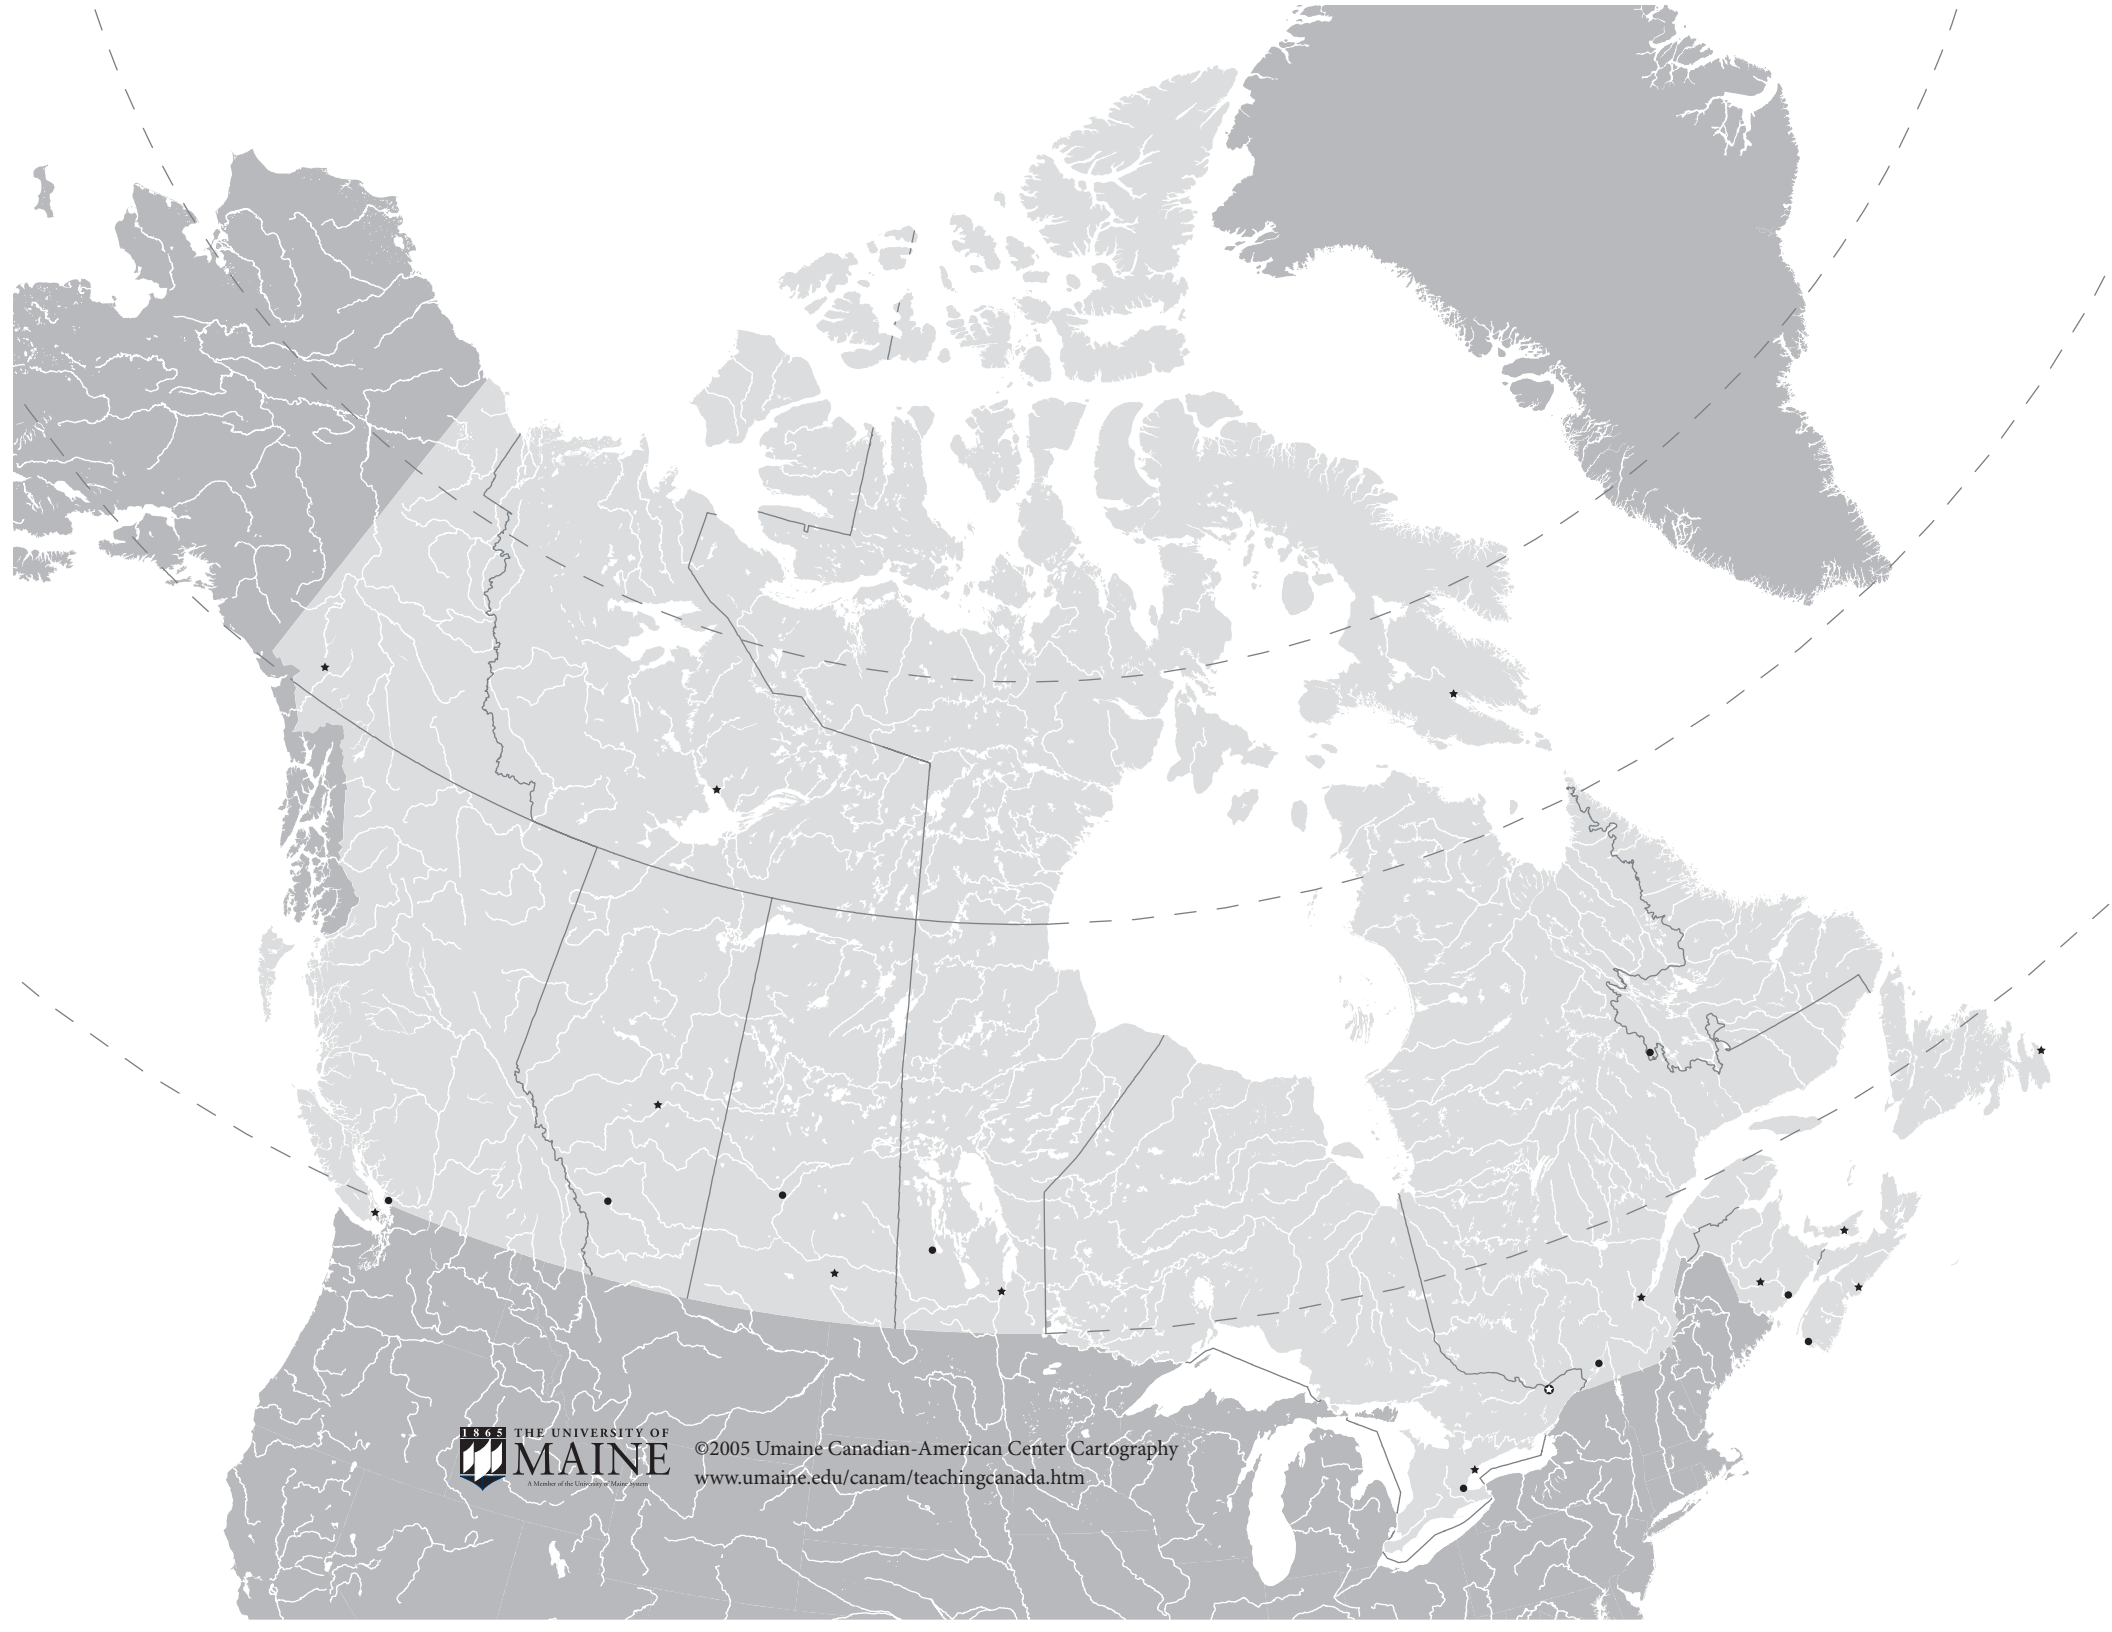 1865
THE UNIVERSITY OF
MAINE
A Member of the University of Maine System
©2005 Umaine Canadian-American Center Cartography
www.umaine.edu/canam/teachingcanada.htm